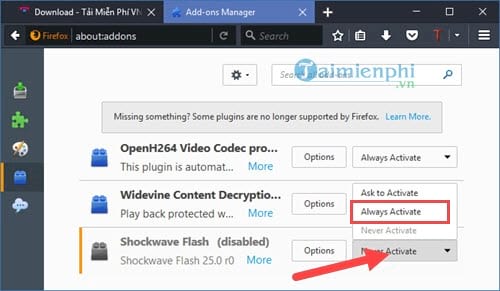 Download - Tải Miễn Phí VN
Add-ons Manager
Firefox
about:addons
Taimienphi
.vn
Missing something? Some plugins are no longer supported by Firefox. Learn More.
OpenH264 Video Codec pro...
Options
Always Activate
This plugin is automat...
More
Widevine Content Decryptio...
Options
Ask to Activate
Play back protected w...
More
Always Activate
Never Activate
Shockwave Flash (disabled)
Options
Never Activate
Shockwave Flash 25.0 r0
More